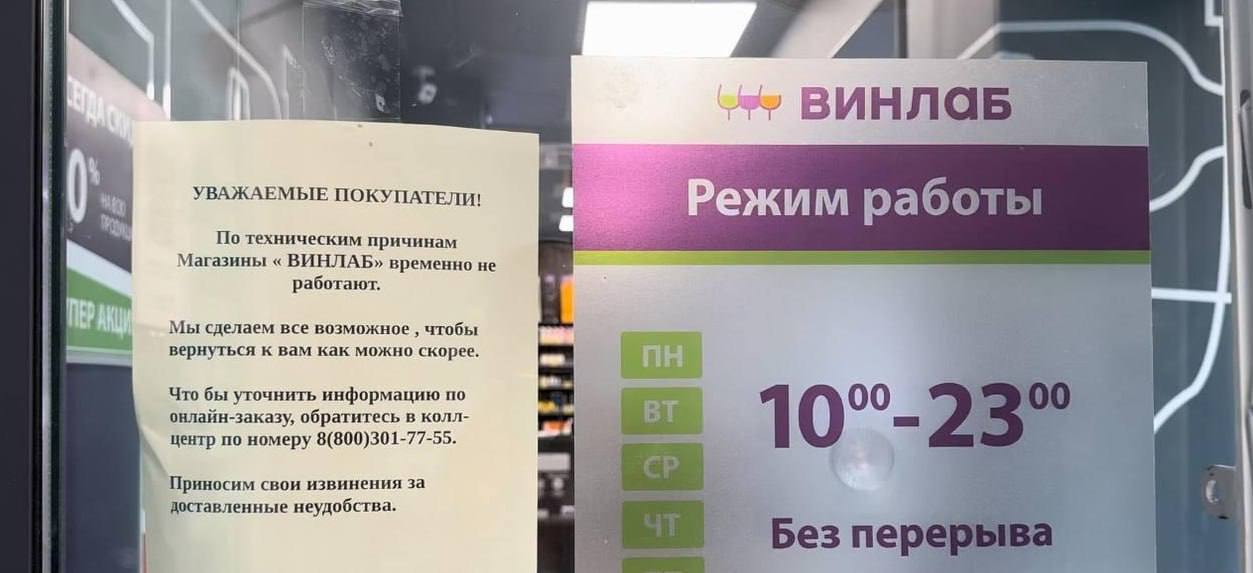 УВАЖАЕМЫЕ ПОКУПАТЕЛИ!
По техническим причинам
Магазины « ВИНЛАБ» временно не
работают.
Мы сделаем все возможное , чтобы
вернуться к вам как можно скорее.
Что бы уточнить информацию по
онлайн-заказу, обратитесь в колл-
центр по номеру 8(800)301-77-55.
Приносим свои извинения за
доставленные неудобства.
ВИНЛАБ
Режим работы
ПН
ВТ
СР
ЧТ
10⁰⁰-23⁰⁰
Без перерыва
%
НА ВСЮ